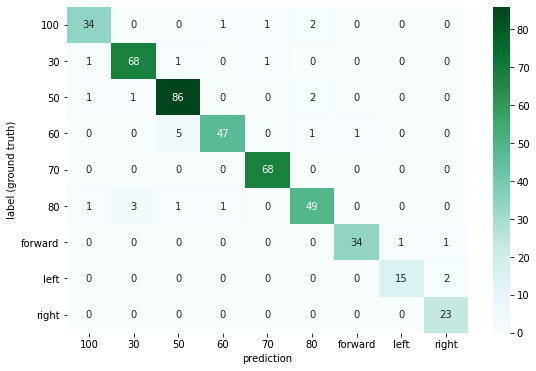 100 34 0 0 1 1 2 0 0 0
30 1 68 1 0 1 0 0 0 0
50 1 1 86 0 0 2 0 0 0
60 0 0 5 47 0 1 1 0 0
70 0 0 0 0 68 0 0 0 0
80 1 3 1 1 0 49 0 0 0
forward 0 0 0 0 0 0 34 1 1
left 0 0 0 0 0 0 0 15 2
right 0 0 0 0 0 0 0 0 23
100 30 50 60 70 80 forward left right
prediction
label (ground truth)
80
70
60
50
40
30
20
10
0